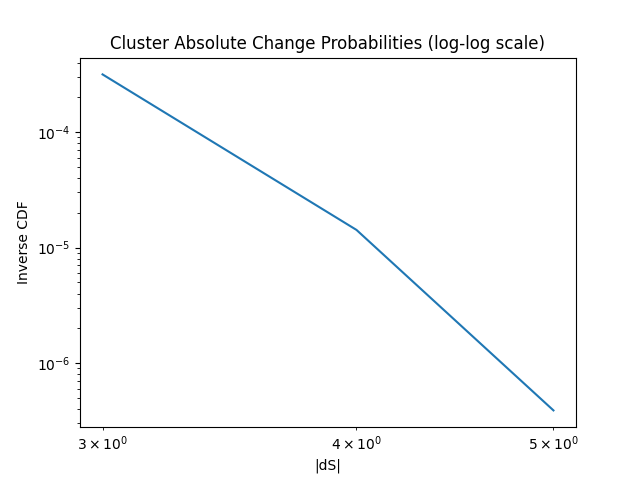 Cluster Absolute Change Probabilities (log-log scale)
Inverse CDF
10⁻⁴
10⁻⁵
10⁻⁶
3 × 10⁰
4 × 10⁰
5 × 10⁰
|dS|